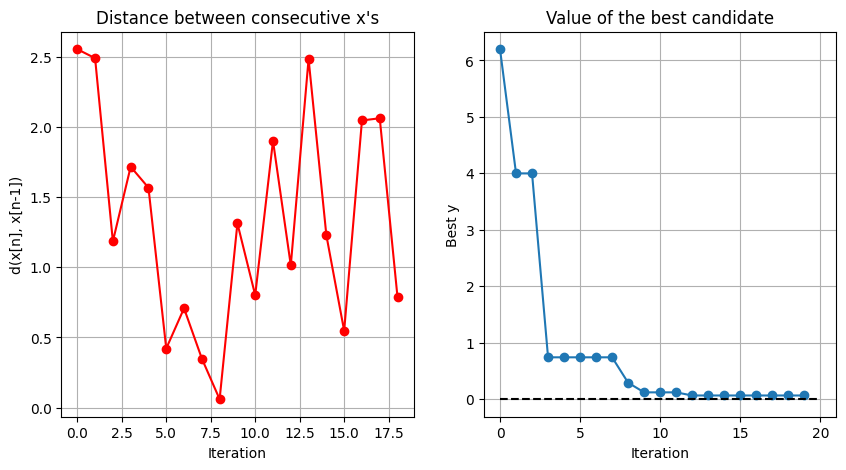 Distance between consecutive x's
d(x[n], x[n-1])
2.5
2.0
1.5
1.0
0.5
0.0
0.0 2.5 5.0 7.5 10.0 12.5 15.0 17.5
Iteration
Value of the best candidate
Best y
6
5
4
3
2
1
0
0 5 10 15 20
Iteration